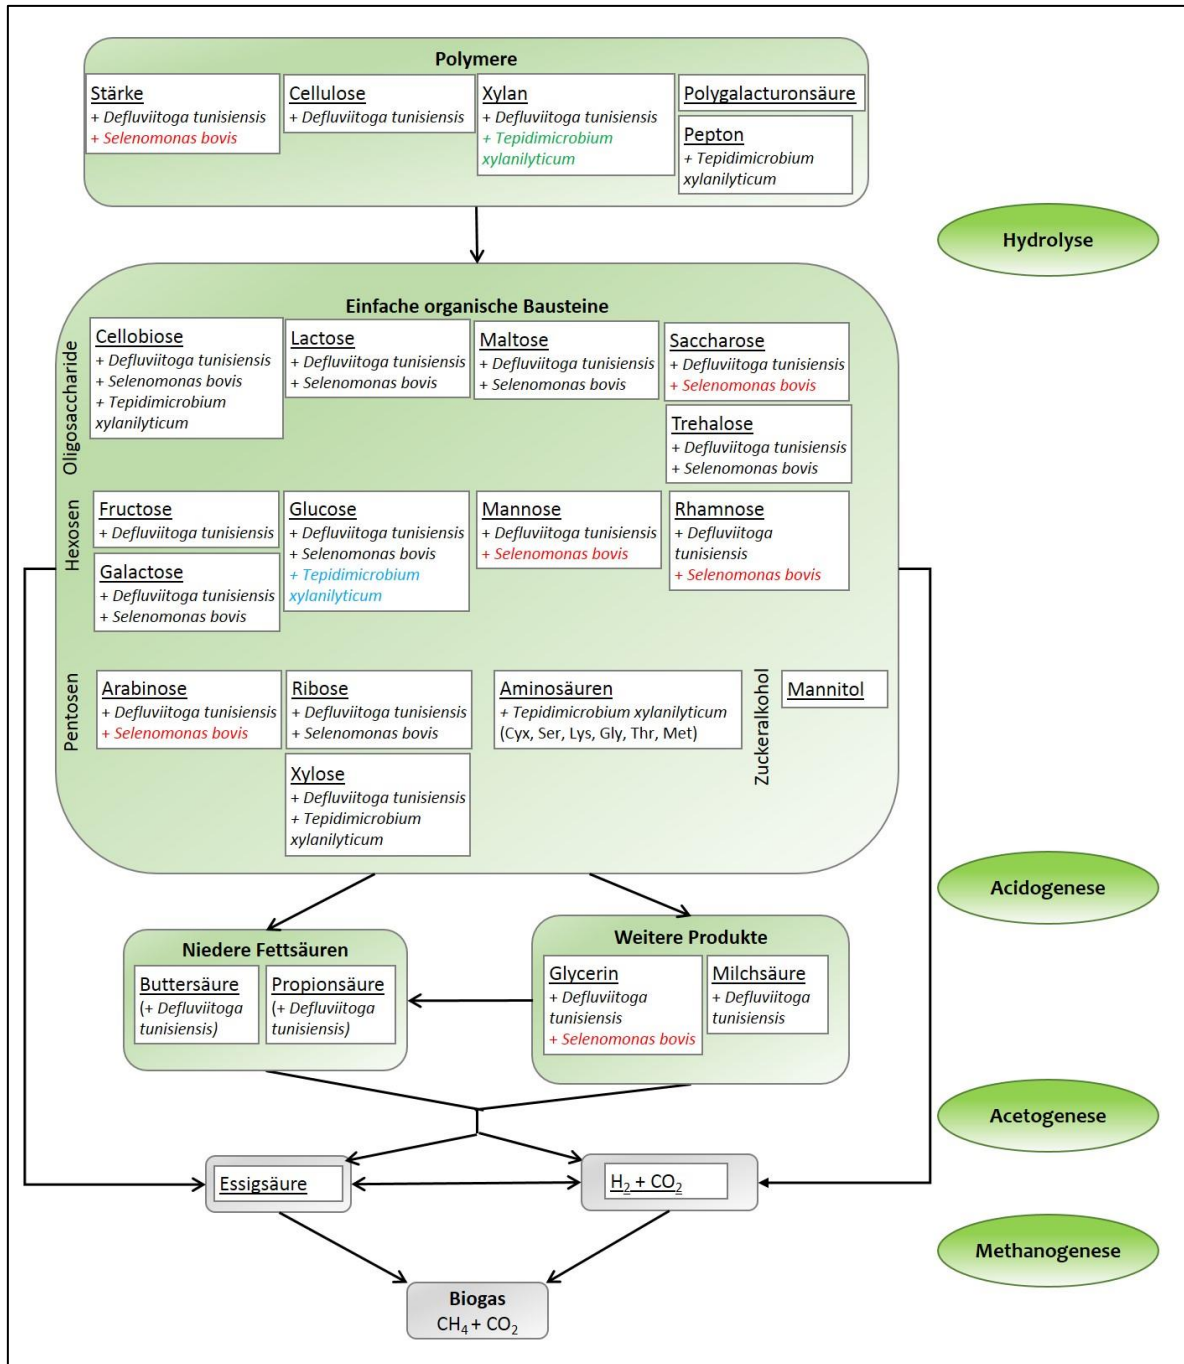 Polymere
Stärke
+ Defluviitoga tunisiensis
+ Selenomonas bovis
Cellulose
+ Defluviitoga tunisiensis
Xylan
+ Defluviitoga tunisiensis
+ Tepidimicrobium
xylanilyticum
Polygalacturonsäure
Pepton
+ Tepidimicrobium
xylanilyticum
Hydrolyse
Einfache organische Bausteine
Oligosaccharide
Cellobiose
+ Defluviitoga tunisiensis
+ Selenomonas bovis
+ Tepidimicrobium
xylanilyticum
Lactose
+ Defluviitoga tunisiensis
+ Selenomonas bovis
Maltose
+ Defluviitoga tunisiensis
+ Selenomonas bovis
Saccharose
+ Defluviitoga tunisiensis
+ Selenomonas bovis
Trehalose
+ Defluviitoga tunisiensis
+ Selenomonas bovis
Hexosen
Fructose
+ Defluviitoga tunisiensis
Galactose
+ Defluviitoga tunisiensis
+ Selenomonas bovis
Glucose
+ Defluviitoga tunisiensis
+ Selenomonas bovis
+ Tepidimicrobium
xylanilyticum
Mannose
+ Defluviitoga tunisiensis
+ Selenomonas bovis
Rhamnose
+ Defluviitoga
tunisiensis
+ Selenomonas bovis
Pentosen
Arabinose
+ Defluviitoga tunisiensis
+ Selenomonas bovis
Ribose
+ Defluviitoga tunisiensis
+ Selenomonas bovis
Xylose
+ Defluviitoga tunisiensis
+ Tepidimicrobium
xylanilyticum
Aminosäuren
+ Tepidimicrobium xylanilyticum
(Cyx, Ser, Lys, Gly, Thr, Met)
Zuckeralkohol
Mannitol
Acidogenese
Niedere Fettsäuren
Buttersäure
(+ Defluviitoga
tunisiensis)
Propionsäure
(+ Defluviitoga
tunisiensis)
Weitere Produkte
Glycerin
+ Defluviitoga
tunisiensis
+ Selenomonas bovis
Milchsäure
+ Defluviitoga
tunisiensis
Acetogenese
Essigsäure
H₂ + CO₂
Methanogenese
Biogas
CH₄ + CO₂